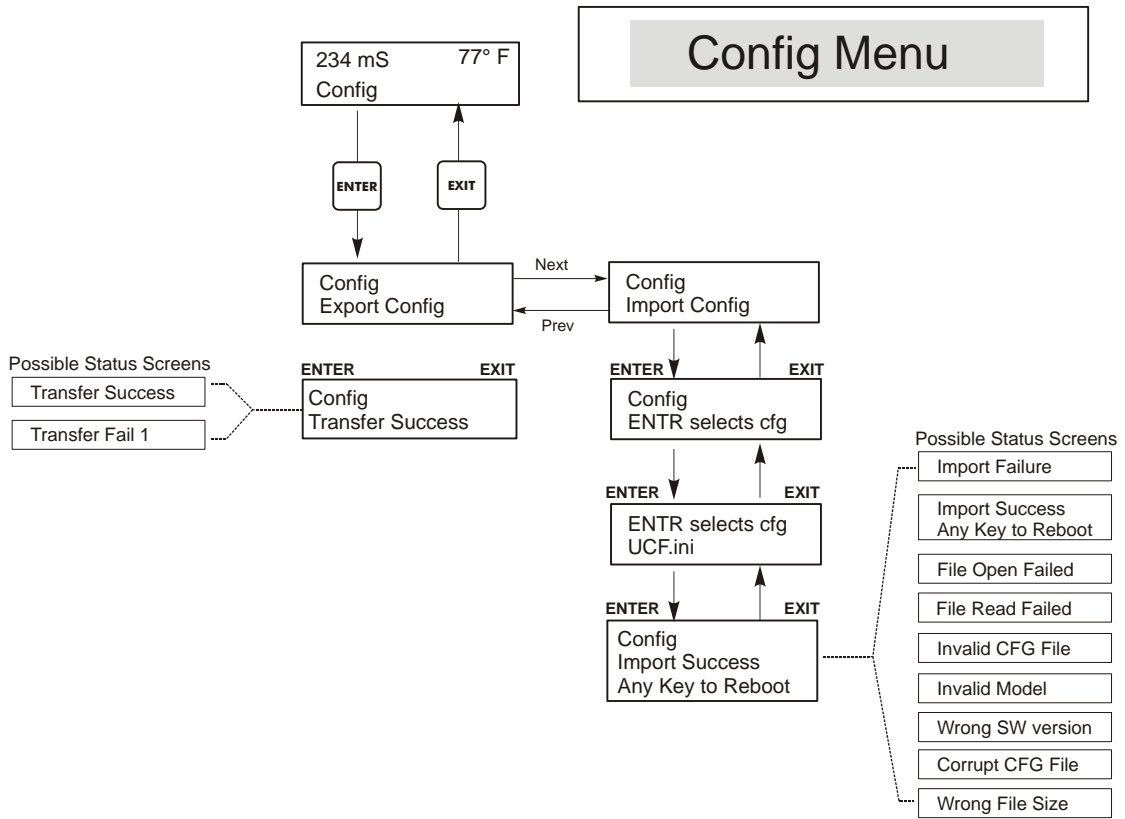 Config Menu
234 mS 77° F
Config
ENTER
EXIT
Config
Export Config
Next
Prev
Config
Import Config
Possible Status Screens
Transfer Success
Transfer Fail 1
ENTER EXIT
Config
Transfer Success
ENTER EXIT
Config
ENTR selects cfg
ENTER EXIT
ENTR selects cfg
UCF.ini
ENTER EXIT
Config
Import Success
Any Key to Reboot
Possible Status Screens
Import Failure
Import Success
Any Key to Reboot
File Open Failed
File Read Failed
Invalid CFG File
Invalid Model
Wrong SW version
Corrupt CFG File
Wrong File Size